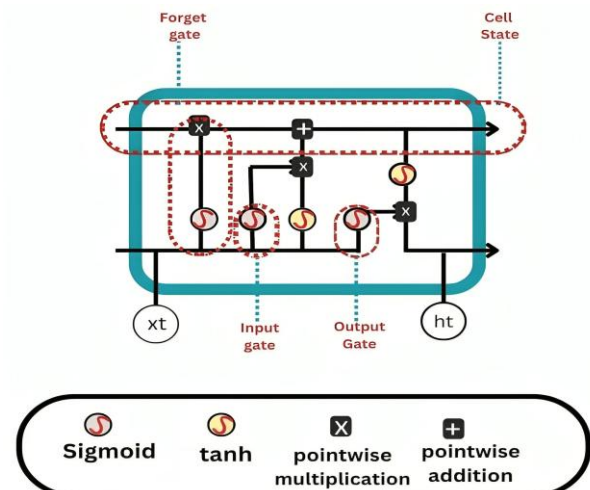 Forget
gate
Cell
State
x
+
x
x
xt
Input
gate
Output
Gate
ht
x
+
Sigmoid
tanh
pointwise
multiplication
pointwise
addition